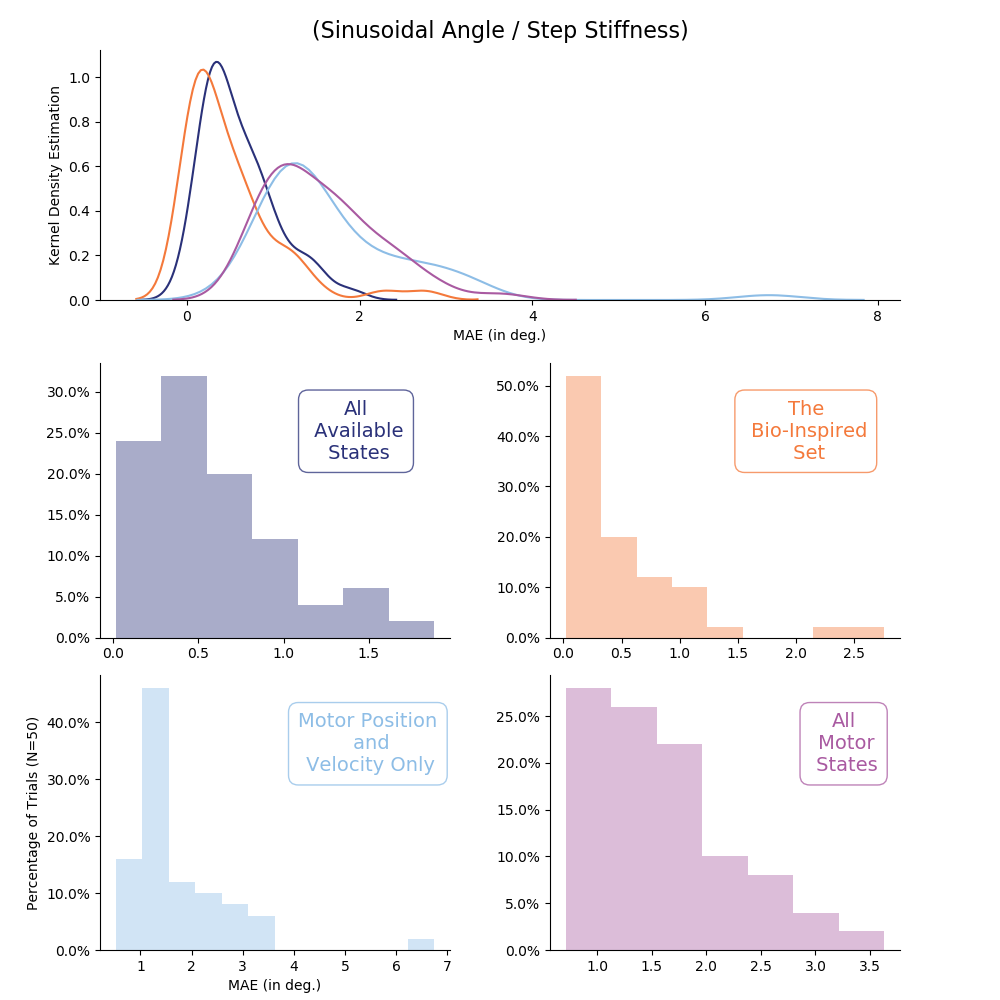 (Sinusoidal Angle / Step Stiffness)
Kernel Density Estimation
1.0
0.8
0.6
0.4
0.2
0.0
0 2 4 6 8
MAE (in deg.)
30.0%
25.0%
20.0%
15.0%
10.0%
5.0%
0.0%
0.0 0.5 1.0 1.5
All
Available
States
50.0%
40.0%
30.0%
20.0%
10.0%
0.0%
0.0 0.5 1.0 1.5 2.0 2.5
The
Bio-Inspired
Set
Percentage of Trials (N=50)
40.0%
30.0%
20.0%
10.0%
0.0%
1 2 3 4 5 6 7
MAE (in deg.)
Motor Position
and
Velocity Only
25.0%
20.0%
15.0%
10.0%
5.0%
0.0%
1.0 1.5 2.0 2.5 3.0 3.5
All
Motor
States